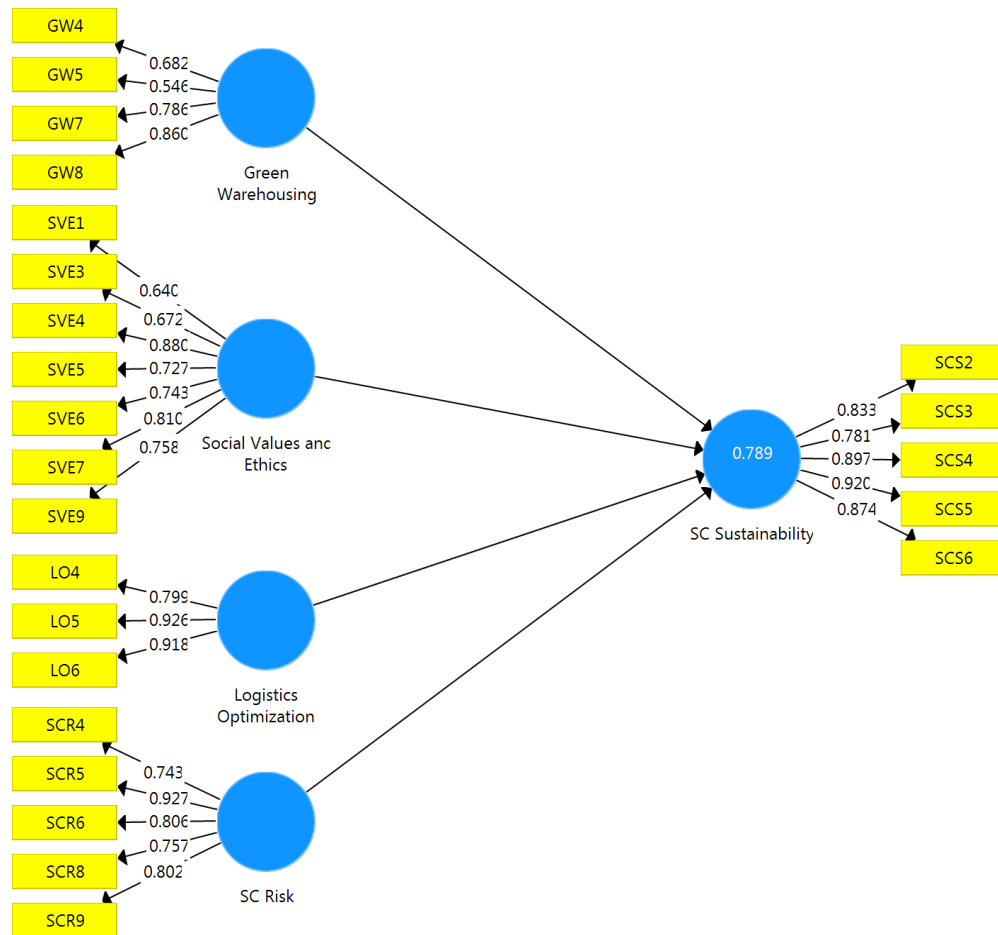 GW4
GW5
GW7
GW8
0.682
0.546
0.786
0.860
Green
Warehousing
SVE1
SVE3
SVE4
SVE5
SVE6
SVE7
SVE9
0.640
0.672
0.880
0.727
0.743
0.810
0.758
Social Values and
Ethics
LO4
LO5
LO6
0.799
0.926
0.918
Logistics
Optimization
SCR4
SCR5
SCR6
SCR8
SCR9
0.743
0.927
0.806
0.757
0.802
SC Risk
0.789
SC Sustainability
0.833
0.781
0.897
0.920
0.874
SCS2
SCS3
SCS4
SCS5
SCS6